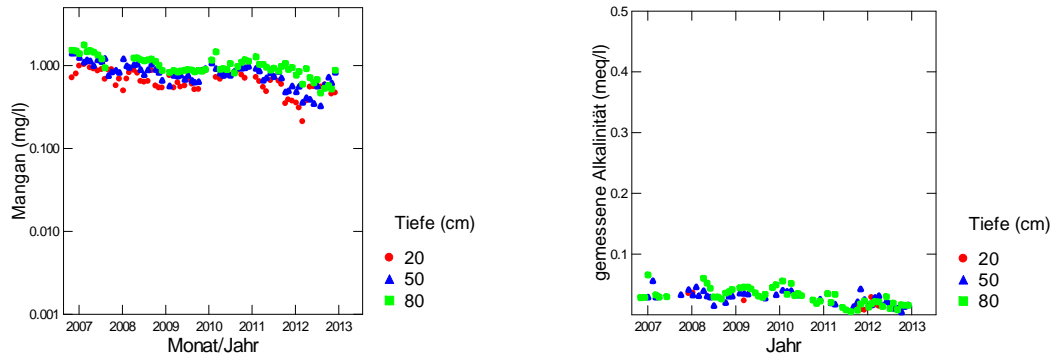 1.000
0.100
0.010
0.001
Mangan (mg/l)
2007 2008 2009 2010 2011 2012 2013
Monat/Jahr
Tiefe (cm)
20
50
80
0.5
0.4
0.3
0.2
0.1
gemessene Alkalinität (meq/l)
2007 2008 2009 2010 2011 2012 2013
Jahr
Tiefe (cm)
20
50
80